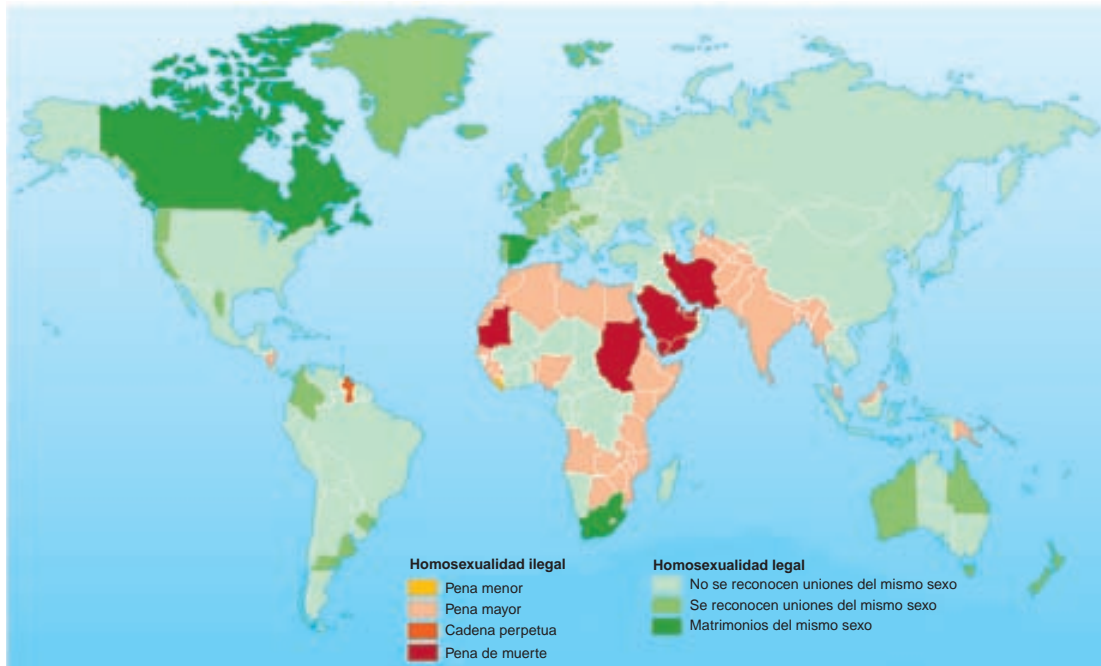 Homosexualidad ilegal
Pena menor
Pena mayor
Cadena perpetua
Pena de muerte
Homosexualidad legal
No se reconocen uniones del mismo sexo
Se reconocen uniones del mismo sexo
Matrimonios del mismo sexo